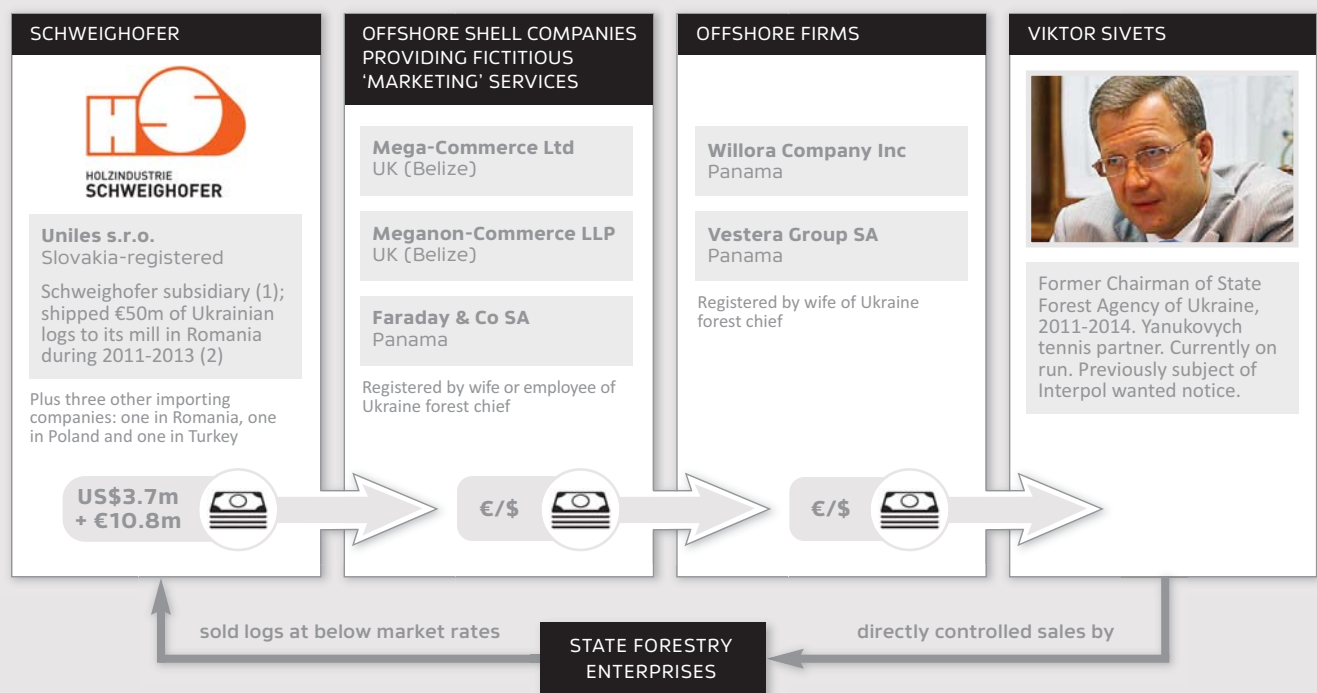 SCHWEIGHOFER
HS
HOLZINDUSTRIE
SCHWEIGHOFER
Uniles s.r.o.
Slovakia-registered
Schweighofer subsidiary (1);
shipped €50m of Ukrainian
logs to its mill in Romania
during 2011-2013 (2)
Plus three other importing
companies: one in Romania, one
in Poland and one in Turkey
US$3.7m
+ €10.8m
OFFSHORE SHELL COMPANIES
PROVIDING FICTITIOUS
‘MARKETING’ SERVICES
Mega-Commerce Ltd
UK (Belize)
Meganon-Commerce LLP
UK (Belize)
Faraday & Co SA
Panama
Registered by wife or employee of
Ukraine forest chief
€/$
OFFSHORE FIRMS
Willora Company Inc
Panama
Vestera Group SA
Panama
Registered by wife of Ukraine
forest chief
€/$
VIKTOR SIVETS
Former Chairman of State
Forest Agency of Ukraine,
2011-2014. Yanukovych
tennis partner. Currently on
run. Previously subject of
Interpol wanted notice.
sold logs at below market rates
STATE FORESTRY
ENTERPRISES
directly controlled sales by